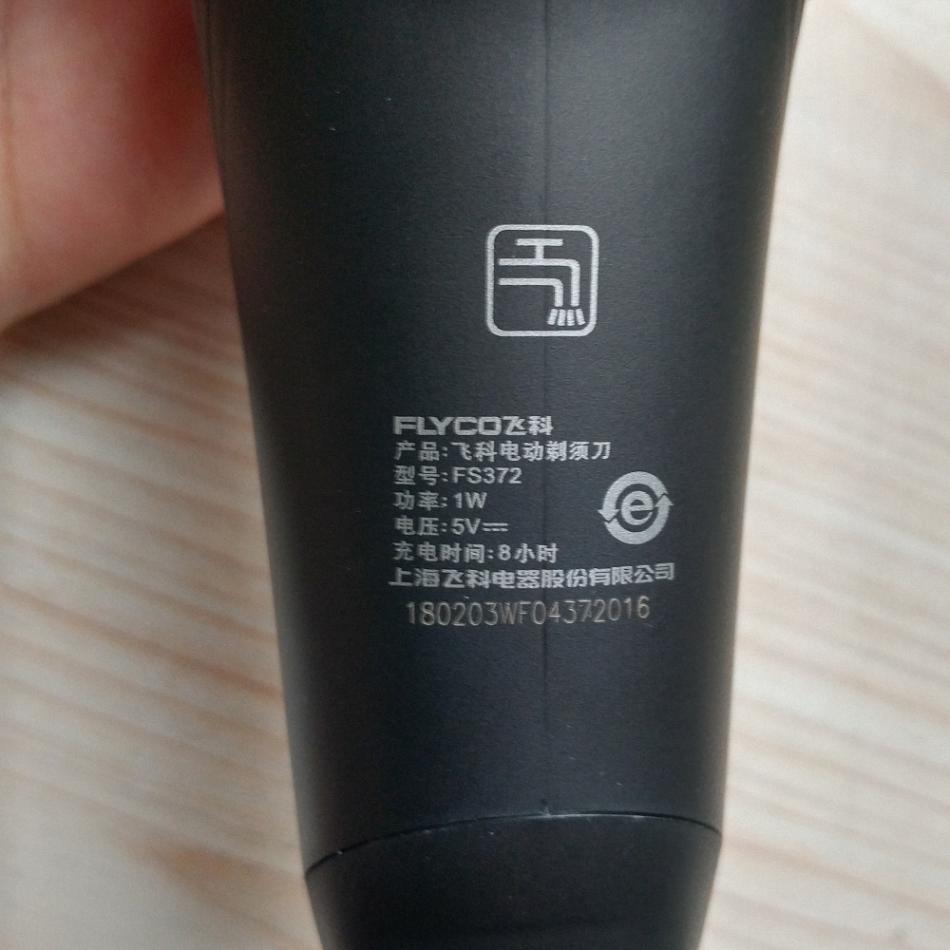 FLYCO飞科
产品:飞科电动剃须刀
型号:FS372
功率:1W
电压:5V⎓
充电时间:8小时
e
上海飞科电器股份有限公司
180203WF04372016